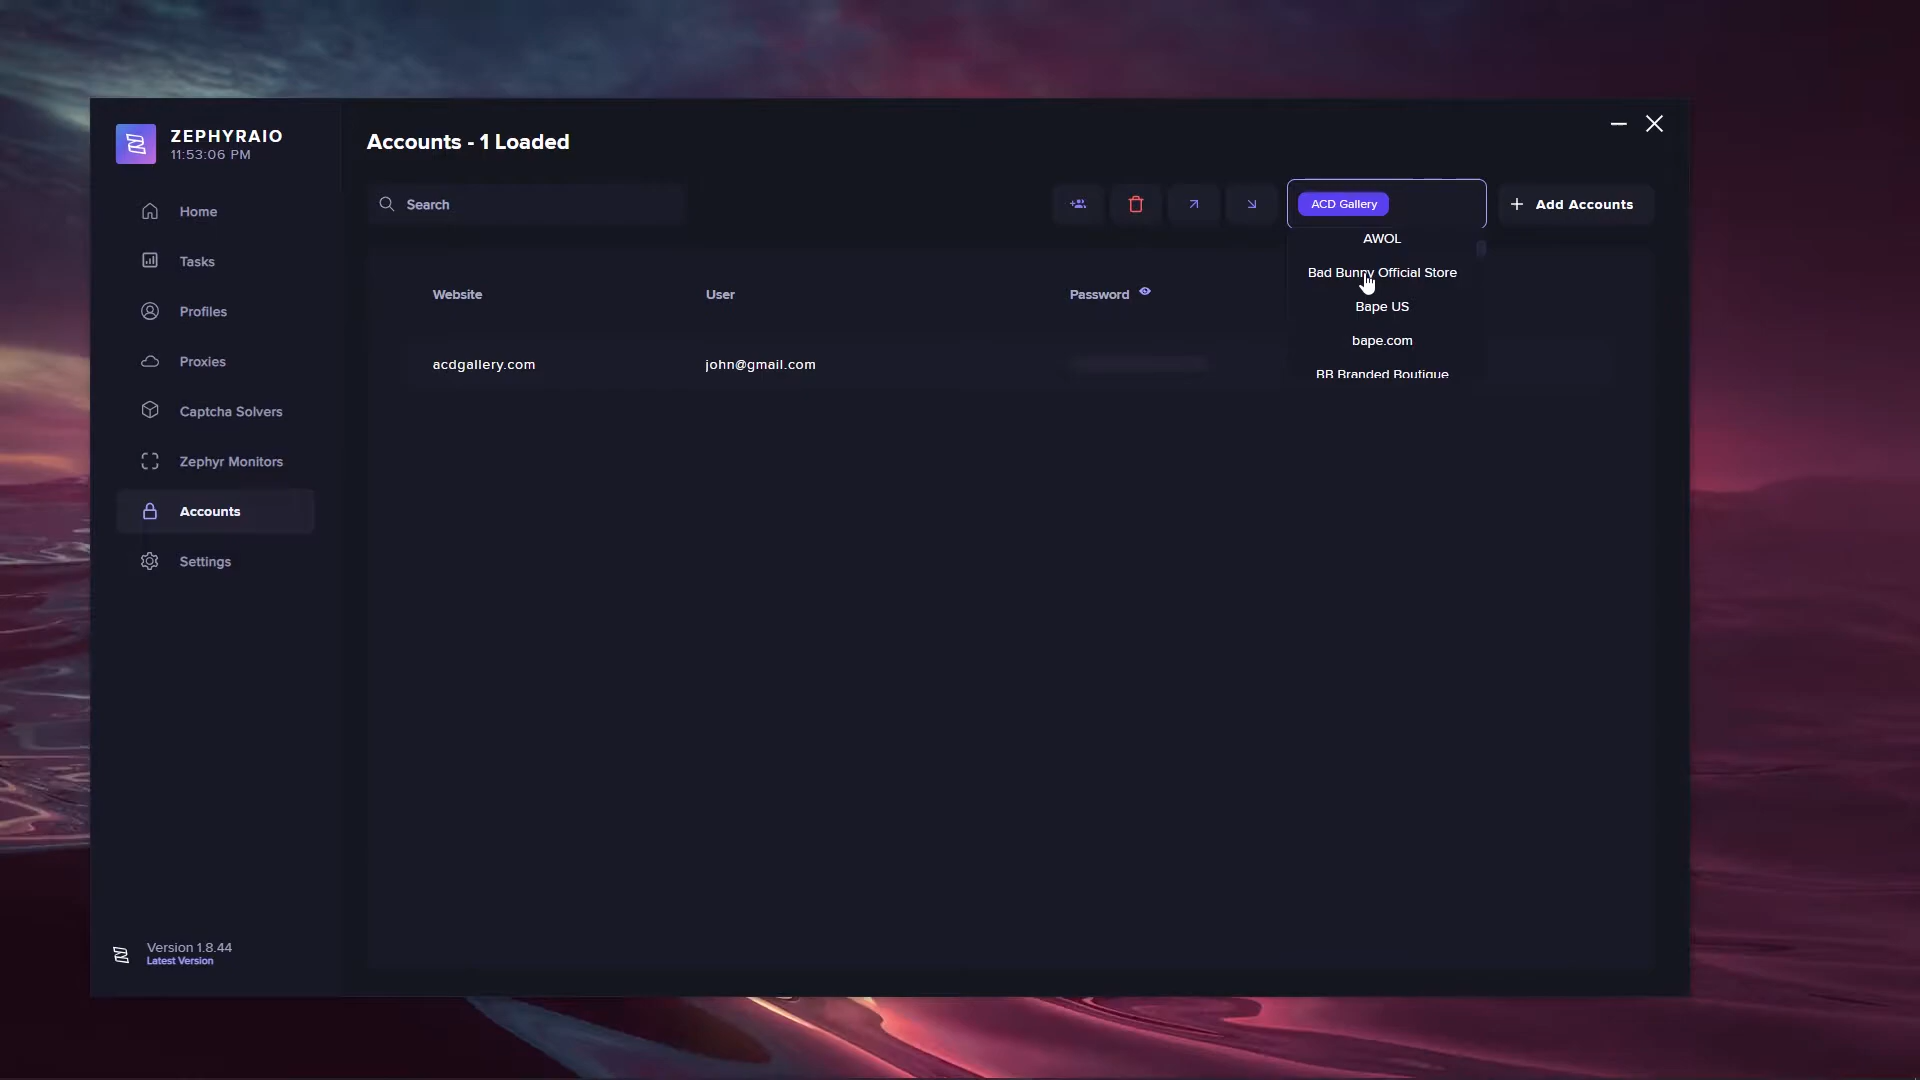 ZEPHYRAIO
11:53:06 PM
Home
Tasks
Profiles
Proxies
Captcha Solvers
Zephyr Monitors
Accounts
Settings
Version 1.8.44
Latest Version
Accounts - 1 Loaded
Search
ACD Gallery
Add Accounts
AWOL
Bad Bunny Official Store
Bape US
bape.com
BB Branded Boutique
Website User Password
acdgallery.com john@gmail.com